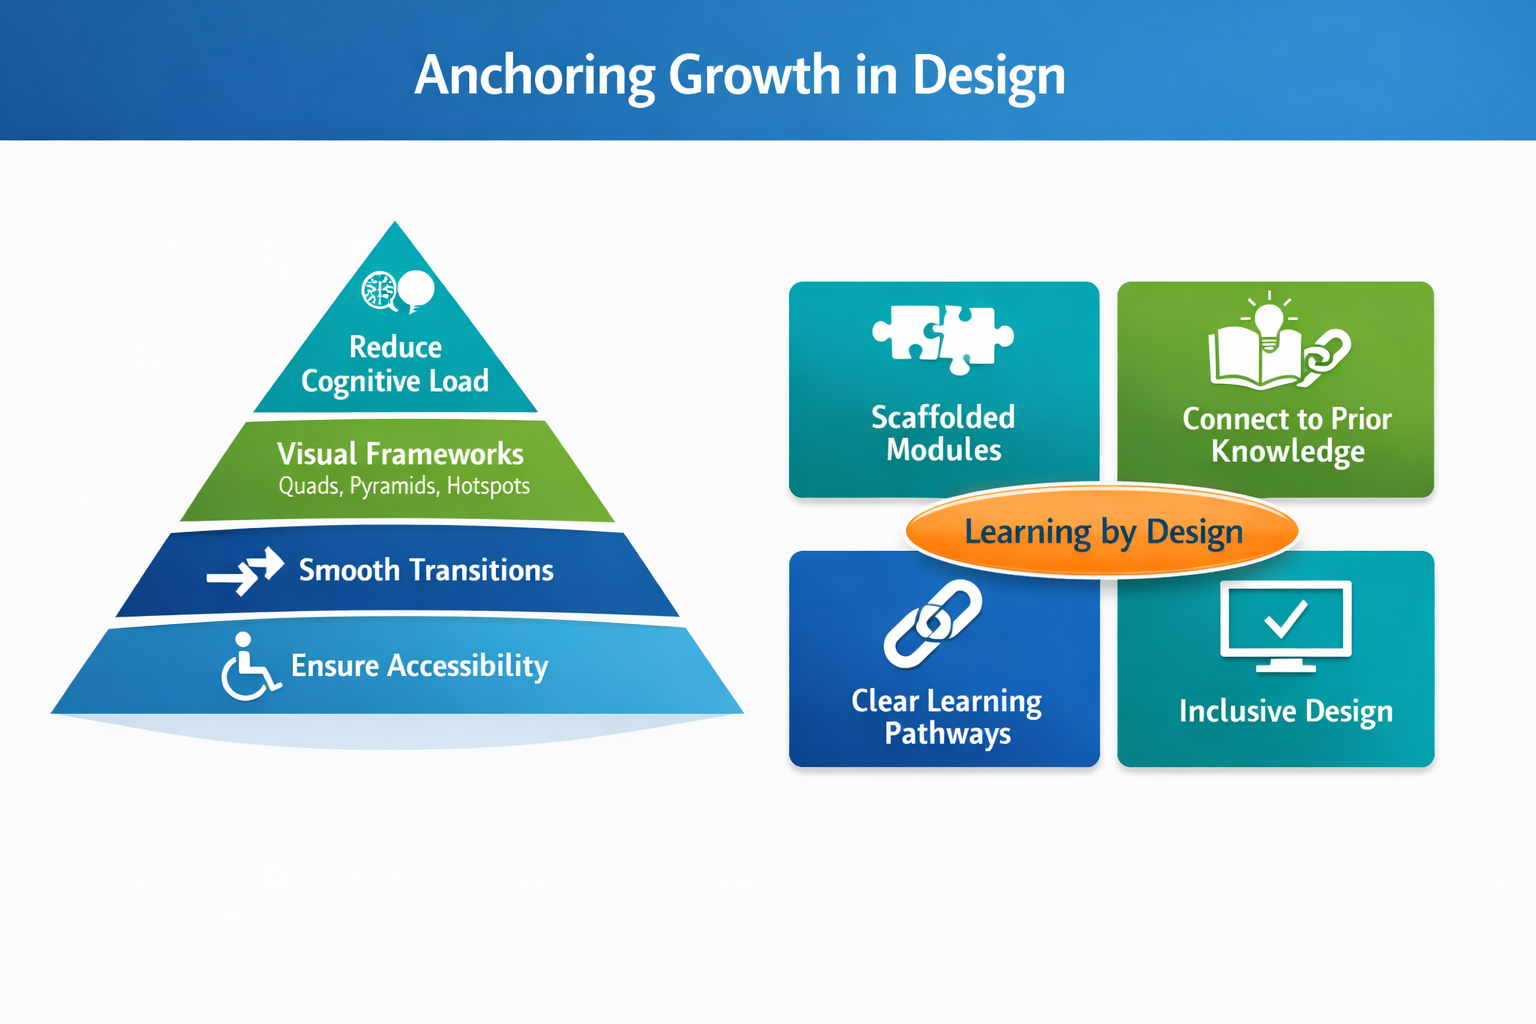 Anchoring Growth in Design
Reduce
Cognitive Load
Visual Frameworks
Quads, Pyramids, Hotspots
Smooth Transitions
Ensure Accessibility
Scaffolded
Modules
Connect to Prior
Knowledge
Learning by Design
Clear Learning
Pathways
Inclusive Design